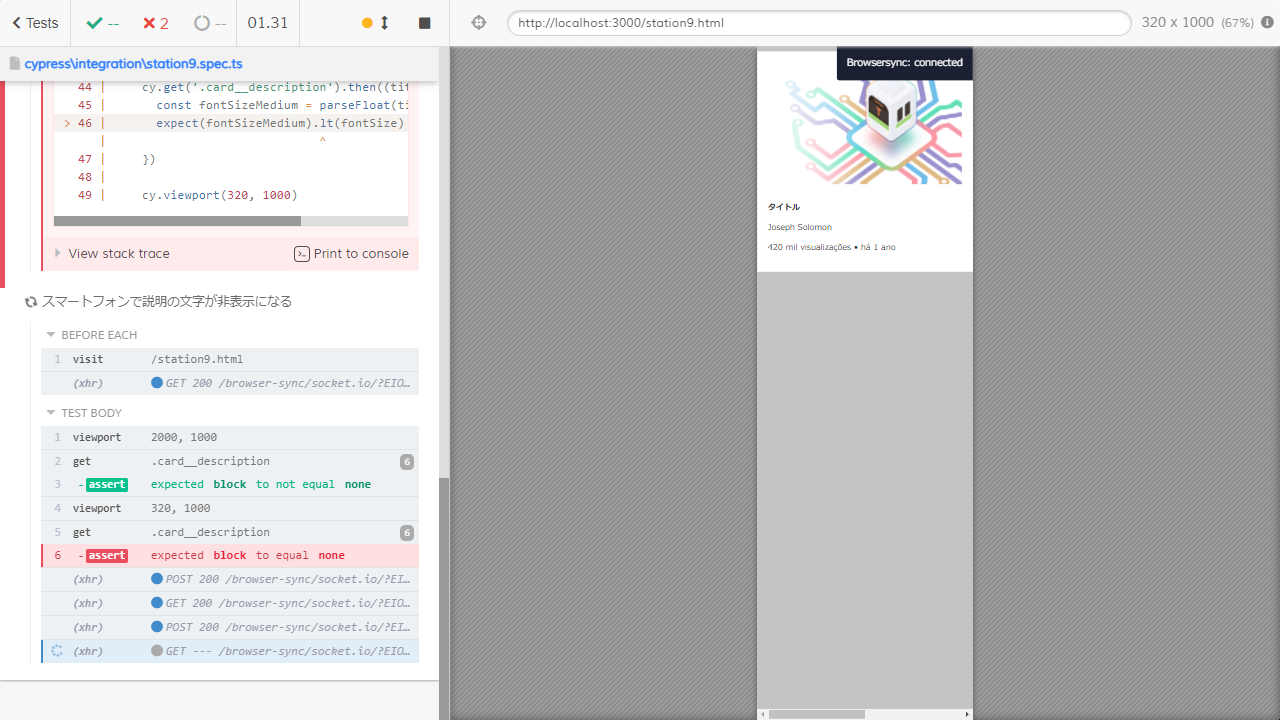 Tests
--
2
--
01.31
http://localhost:3000/station9.html
320 x 1000 (67%)
cypress\integration\station9.spec.ts
44 | cy.get('.card__description').then((tit
45 | const fontSizeMedium = parseFloat(ti
> 46 | expect(fontSizeMedium).lt(fontSize)
| ^
47 | })
48 |
49 | cy.viewport(320, 1000)
View stack trace
Print to console
スマートフォンで説明の文字が非表示になる
BEFORE EACH
1 visit /station9.html
(xhr) GET 200 /browser-sync/socket.io/?EIO…
TEST BODY
1 viewport 2000, 1000
2 get .card__description 6
3 -assert expected block to not equal none
4 viewport 320, 1000
5 get .card__description 6
6 -assert expected block to equal none
(xhr) POST 200 /browser-sync/socket.io/?EI…
(xhr) GET 200 /browser-sync/socket.io/?EIO…
(xhr) POST 200 /browser-sync/socket.io/?EI…
(xhr) GET --- /browser-sync/socket.io/?EIO…
Browsersync: connected
タイトル
Joseph Solomon
420 mil visualizações • há 1 ano